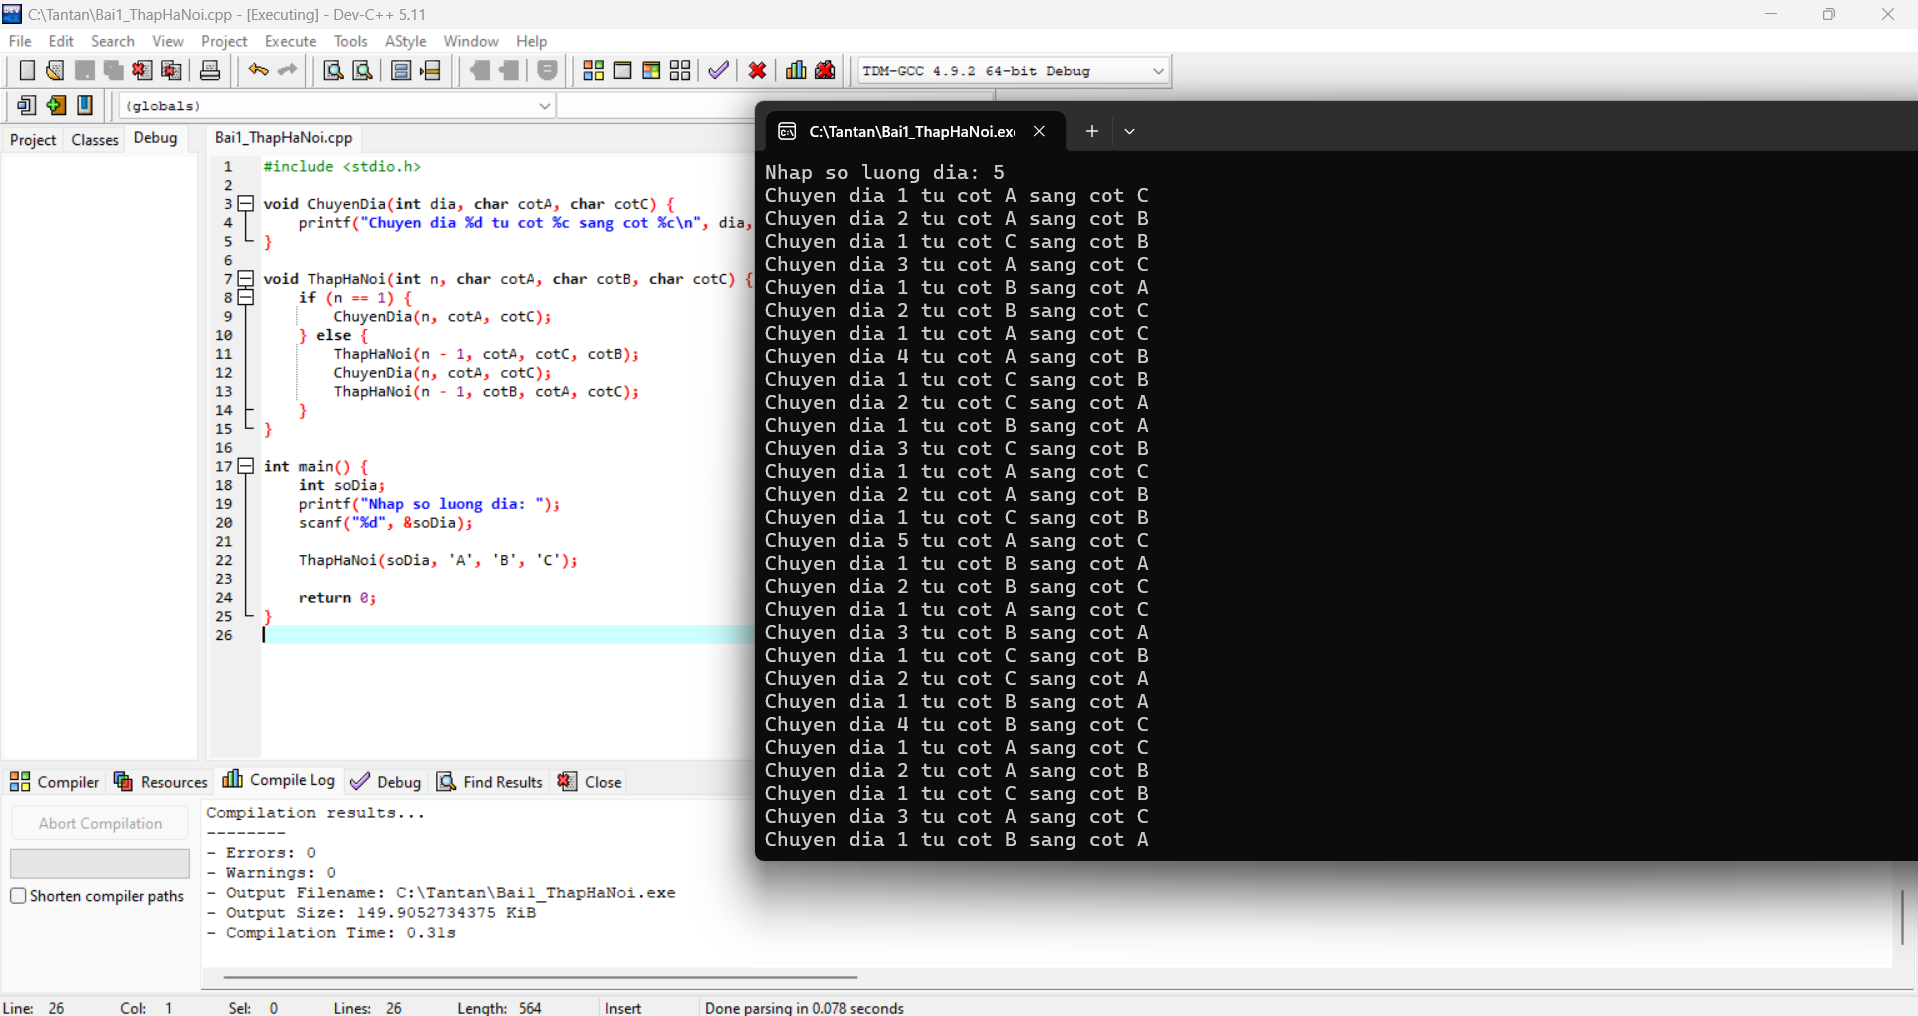 C:\Tantan\Bai1_ThapHaNoi.cpp - [Executing] - Dev-C++ 5.11
File Edit Search View Project Execute Tools AStyle Window Help
TDM-GCC 4.9.2 64-bit Debug
(globals)
Project Classes Debug
Bai1_ThapHaNoi.cpp
1 #include <stdio.h>
2
3 void ChuyenDia(int dia, char cotA, char cotC) {
4 printf("Chuyen dia %d tu cot %c sang cot %c\n", dia,
5 }
6
7 void ThapHaNoi(int n, char cotA, char cotB, char cotC) {
8 if (n == 1) {
9 ChuyenDia(n, cotA, cotC);
10 } else {
11 ThapHaNoi(n - 1, cotA, cotC, cotB);
12 ChuyenDia(n, cotA, cotC);
13 ThapHaNoi(n - 1, cotB, cotA, cotC);
14 }
15 }
16
17 int main() {
18 int soDia;
19 printf("Nhap so luong dia: ");
20 scanf("%d", &soDia);
21
22 ThapHaNoi(soDia, 'A', 'B', 'C');
23
24 return 0;
25 }
26
C:\Tantan\Bai1_ThapHaNoi.ex
Nhap so luong dia: 5
Chuyen dia 1 tu cot A sang cot C
Chuyen dia 2 tu cot A sang cot B
Chuyen dia 1 tu cot C sang cot B
Chuyen dia 3 tu cot A sang cot C
Chuyen dia 1 tu cot B sang cot A
Chuyen dia 2 tu cot B sang cot C
Chuyen dia 1 tu cot A sang cot C
Chuyen dia 4 tu cot A sang cot B
Chuyen dia 1 tu cot C sang cot B
Chuyen dia 2 tu cot C sang cot A
Chuyen dia 1 tu cot B sang cot A
Chuyen dia 3 tu cot C sang cot B
Chuyen dia 1 tu cot A sang cot C
Chuyen dia 2 tu cot A sang cot B
Chuyen dia 1 tu cot C sang cot B
Chuyen dia 5 tu cot A sang cot C
Chuyen dia 1 tu cot B sang cot A
Chuyen dia 2 tu cot B sang cot C
Chuyen dia 1 tu cot A sang cot C
Chuyen dia 3 tu cot B sang cot A
Chuyen dia 1 tu cot C sang cot B
Chuyen dia 2 tu cot C sang cot A
Chuyen dia 1 tu cot B sang cot A
Chuyen dia 4 tu cot B sang cot C
Chuyen dia 1 tu cot A sang cot C
Chuyen dia 2 tu cot A sang cot B
Chuyen dia 1 tu cot C sang cot B
Chuyen dia 3 tu cot A sang cot C
Chuyen dia 1 tu cot B sang cot A
Compiler Resources Compile Log Debug Find Results Close
Abort Compilation
Shorten compiler paths
Compilation results...
--------
- Errors: 0
- Warnings: 0
- Output Filename: C:\Tantan\Bai1_ThapHaNoi.exe
- Output Size: 149.9052734375 KiB
- Compilation Time: 0.31s
Line: 26 Col: 1 Sel: 0 Lines: 26 Length: 564 Insert Done parsing in 0.078 seconds